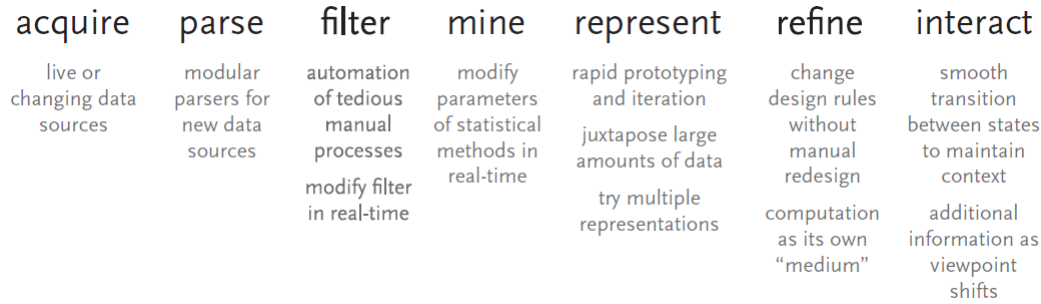 acquire
live or
changing data
sources
parse
modular
parsers for
new data
sources
filter
automation
of tedious
manual
processes
modify filter
in real-time
mine
modify
parameters
of statistical
methods in
real-time
represent
rapid prototyping
and iteration
juxtapose large
amounts of data
try multiple
representations
refine
change
design rules
without
manual
redesign
computation
as its own
“medium”
interact
smooth
transition
between states
to maintain
context
additional
information as
viewpoint
shifts